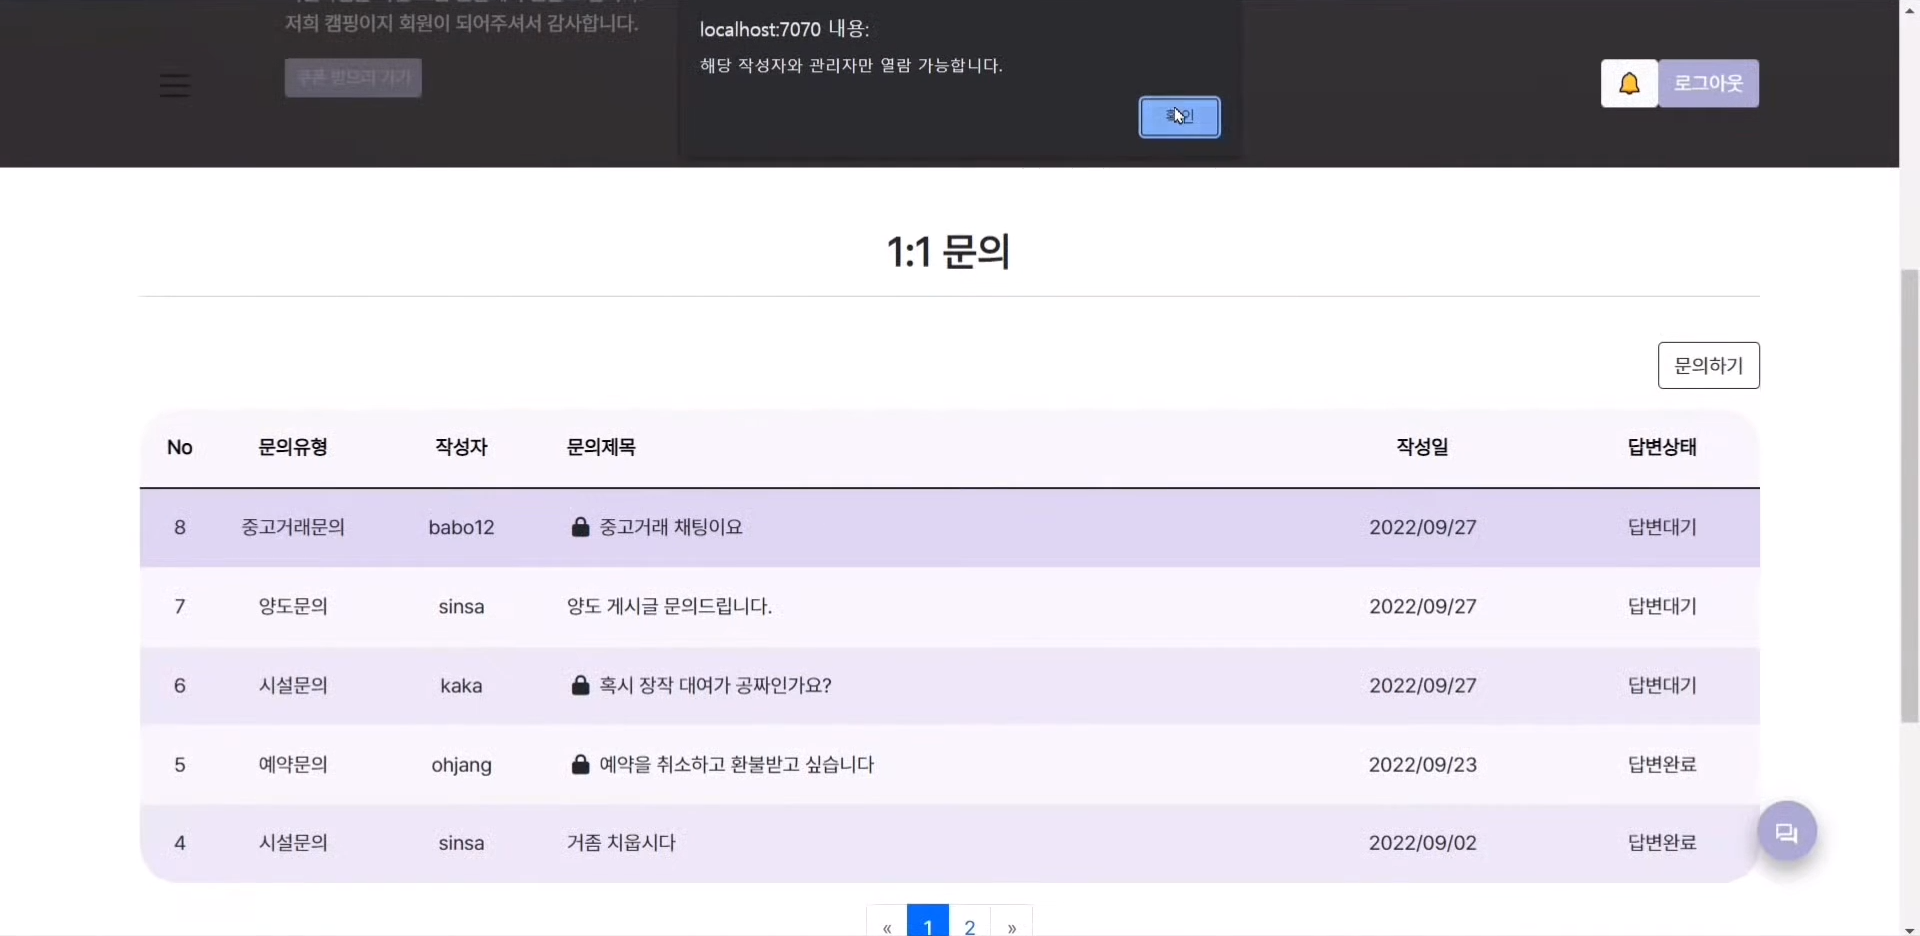 저희 캠핑이지 회원이 되어주셔서 감사합니다.
쿠폰 받으러 가기
localhost:7070 내용:
해당 작성자와 관리자만 열람 가능합니다.
확인
로그아웃
1:1 문의
문의하기
No 문의유형 작성자 문의제목 작성일 답변상태
8 중고거래문의 babo12 중고거래 채팅이요 2022/09/27 답변대기
7 양도문의 sinsa 양도 게시글 문의드립니다. 2022/09/27 답변대기
6 시설문의 kaka 혹시 장작 대여가 공짜인가요? 2022/09/27 답변대기
5 예약문의 ohjang 예약을 취소하고 환불받고 싶습니다 2022/09/23 답변완료
4 시설문의 sinsa 거좀 치웁시다 2022/09/02 답변완료
« 1 2 »